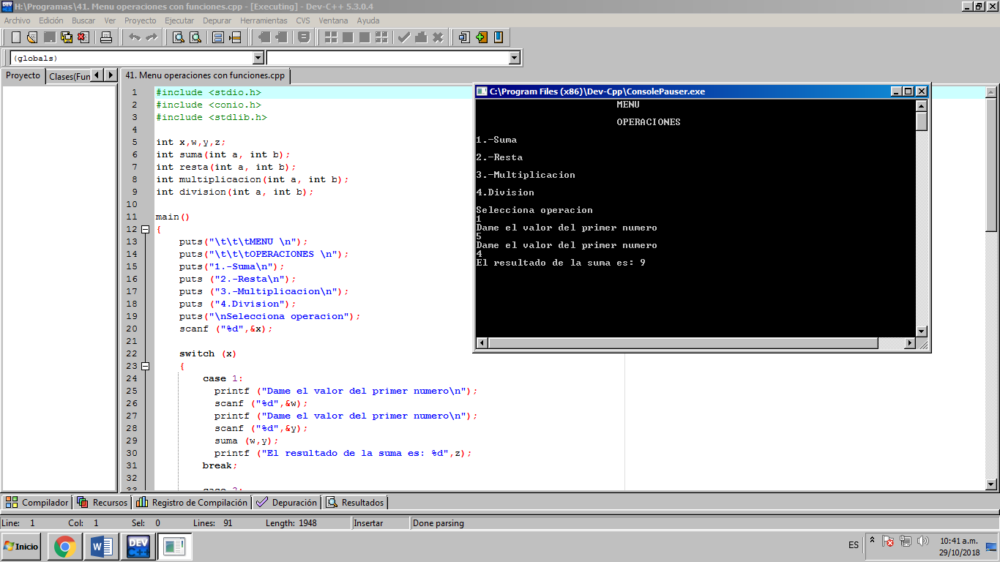 H:\Programas\41. Menu operaciones con funciones.cpp - [Executing] - Dev-C++ 5.3.0.4
Archivo Edición Buscar Ver Proyecto Ejecutar Depurar Herramientas CVS Ventana Ayuda
(globals)
Proyecto Clases(Fun
41. Menu operaciones con funciones.cpp
1 #include <stdio.h>
2 #include <conio.h>
3 #include <stdlib.h>
4
5 int x,w,y,z;
6 int suma(int a, int b);
7 int resta(int a, int b);
8 int multiplicacion(int a, int b);
9 int division(int a, int b);
10
11 main()
12 {
13 puts("\t\t\tMENU \n");
14 puts("\t\t\tOPERACIONES \n");
15 puts("1.-Suma\n");
16 puts ("2.-Resta\n");
17 puts ("3.-Multiplicacion\n");
18 puts ("4.Division");
19 puts("\nSelecciona operacion");
20 scanf ("%d",&x);
21
22 switch (x)
23 {
24 case 1:
25 printf ("Dame el valor del primer numero\n");
26 scanf ("%d",&w);
27 printf ("Dame el valor del primer numero\n");
28 scanf ("%d",&y);
29 suma (w,y);
30 printf ("El resultado de la suma es: %d",z);
31 break;
32
33 case 2:
C:\Program Files (x86)\Dev-Cpp\ConsolePauser.exe
MENU
OPERACIONES
1.-Suma
2.-Resta
3.-Multiplicacion
4.Division
Selecciona operacion
1
Dame el valor del primer numero
5
Dame el valor del primer numero
4
El resultado de la suma es: 9
Compilador Recursos Registro de Compilación Depuración Resultados
Line: 1 Col: 1 Sel: 0 Lines: 91 Length: 1948 Insertar Done parsing
Inicio
DEV C++
ES
10:41 a.m.
29/10/2018